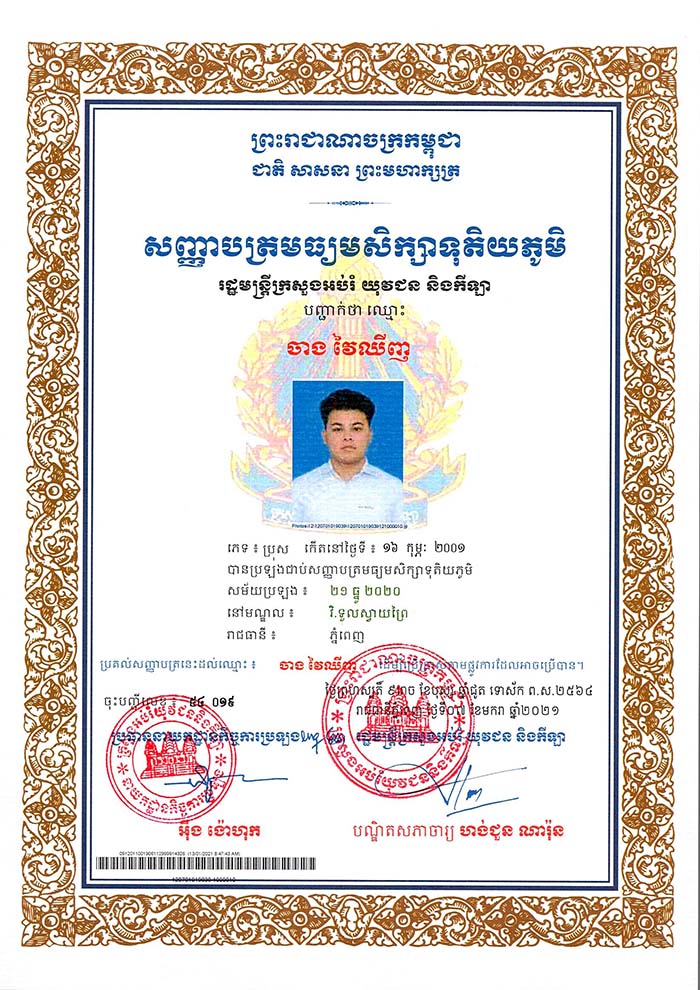 ព្រះរាជាណាចក្រកម្ពុជា
ជាតិ សាសនា ព្រះមហាក្សត្រ
សញ្ញាបត្រមធ្យមសិក្សាទុតិយភូមិ
រដ្ឋមន្ត្រីក្រសួងអប់រំ យុវជន និងកីឡា
បញ្ជាក់ថា ឈ្មោះ
ចាង វៃឈីញ
ភេទ ៖ ប្រុស កើតនៅថ្ងៃទី ៖ ១៦ កុម្ភៈ ២០០១
បានប្រឡងជាប់សញ្ញាបត្រមធ្យមសិក្សាទុតិយភូមិ
សម័យប្រឡង ៖ ២១ ធ្នូ ២០២០
នៅមណ្ឌល ៖ វិ.ទួលស្វាយព្រៃ
រាជធានី ៖ ភ្នំពេញ
ប្រគល់សញ្ញាបត្រនេះដល់ឈ្មោះ ៖ ចាង វៃឈីញ ដើម្បីប្រើប្រាស់តាមផ្លូវការដែលអាចប្រើបាន។
ថ្ងៃព្រហស្បតិ៍ ៩រោច ខែបុស្ស ឆ្នាំជូត ទោស័ក ព.ស.២៥៦៤
ចុះបញ្ជីលេខ ៖ ៥៤ ០១៩
រាជធានីភ្នំពេញ ថ្ងៃទី០៧ ខែមករា ឆ្នាំ២០២១
ប្រធាននាយកដ្ឋានកិច្ចការប្រឡង
រដ្ឋមន្ត្រីក្រសួងអប់រំ យុវជន និងកីឡា
អ៊ឹង ង៉ោហុក
បណ្ឌិតសភាចារ្យ ហង់ជួន ណារ៉ុន